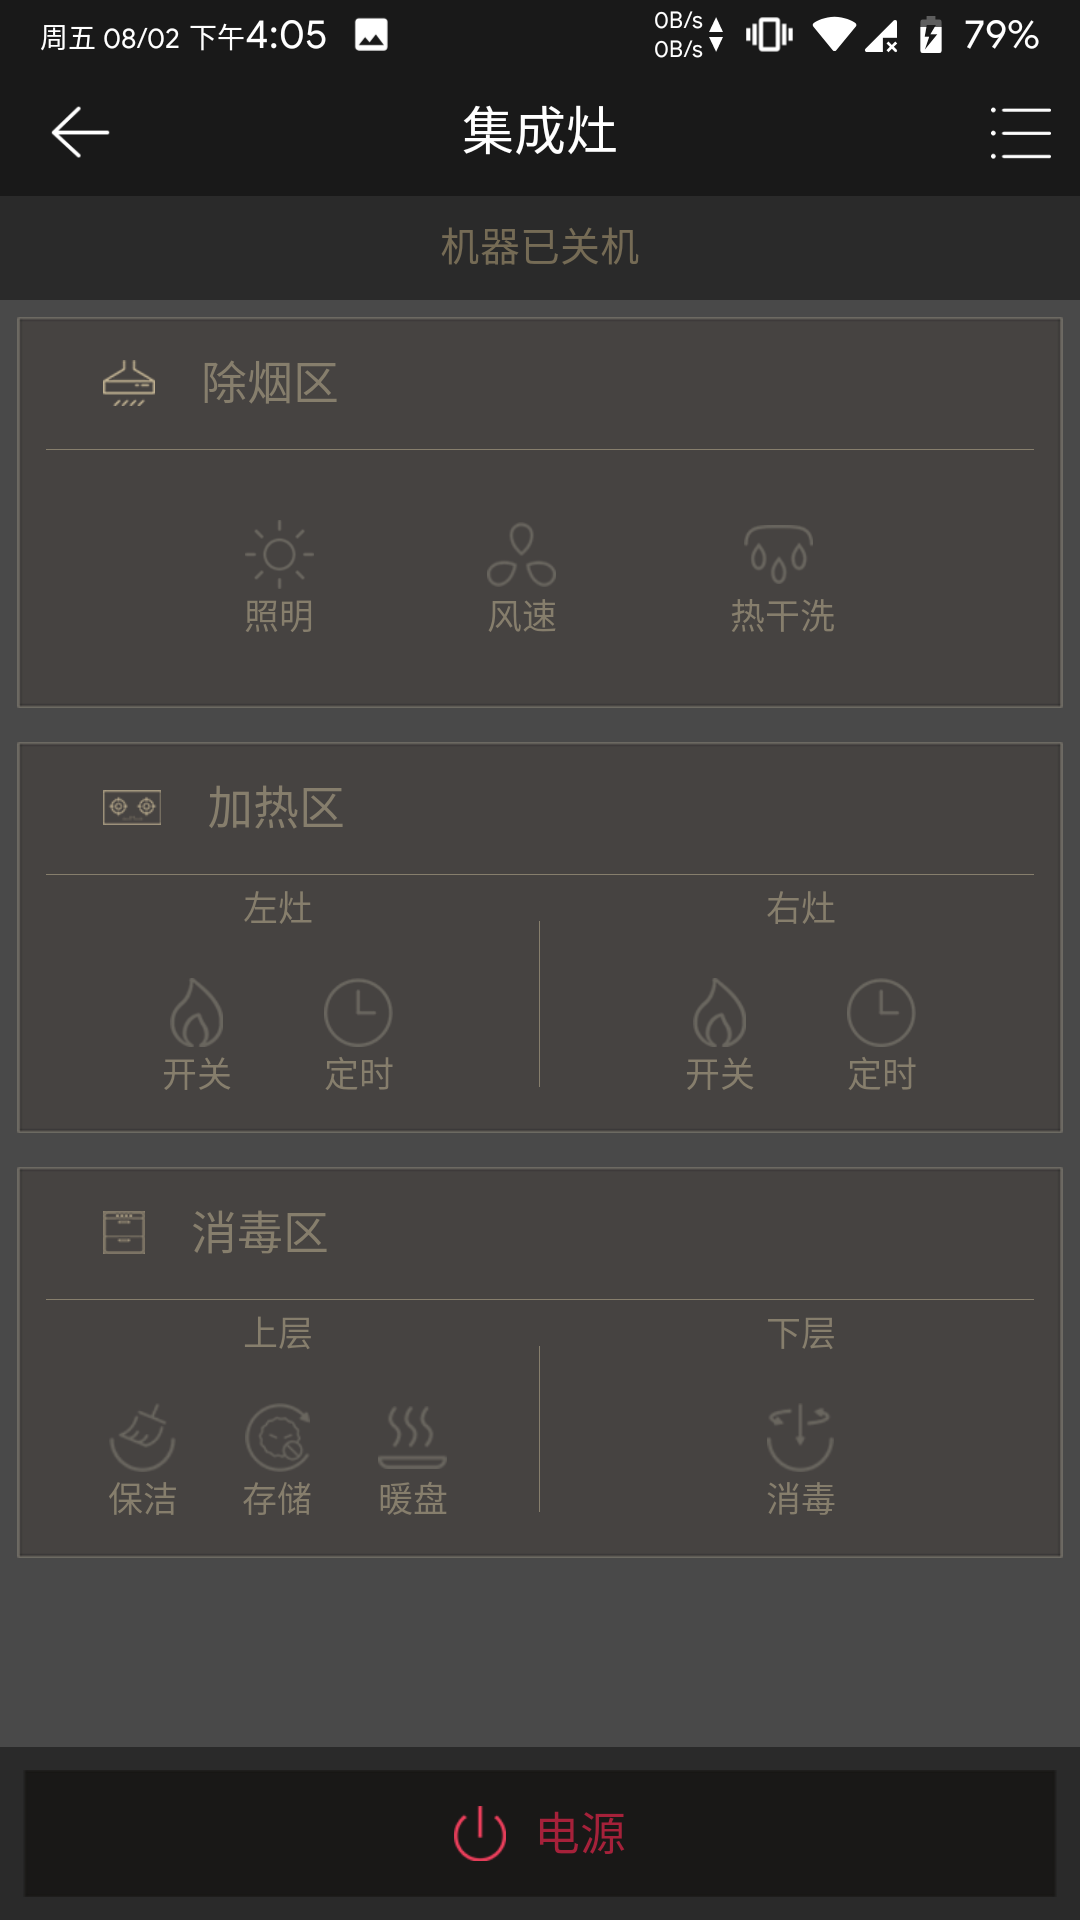 周五 08/02 下午4:05 0B/s 0B/s 79%
集成灶
机器已关机
除烟区
照明 风速 热干洗
加热区
左灶 右灶
开关 定时 开关 定时
消毒区
上层 下层
保洁 存储 暖盘 消毒
电源